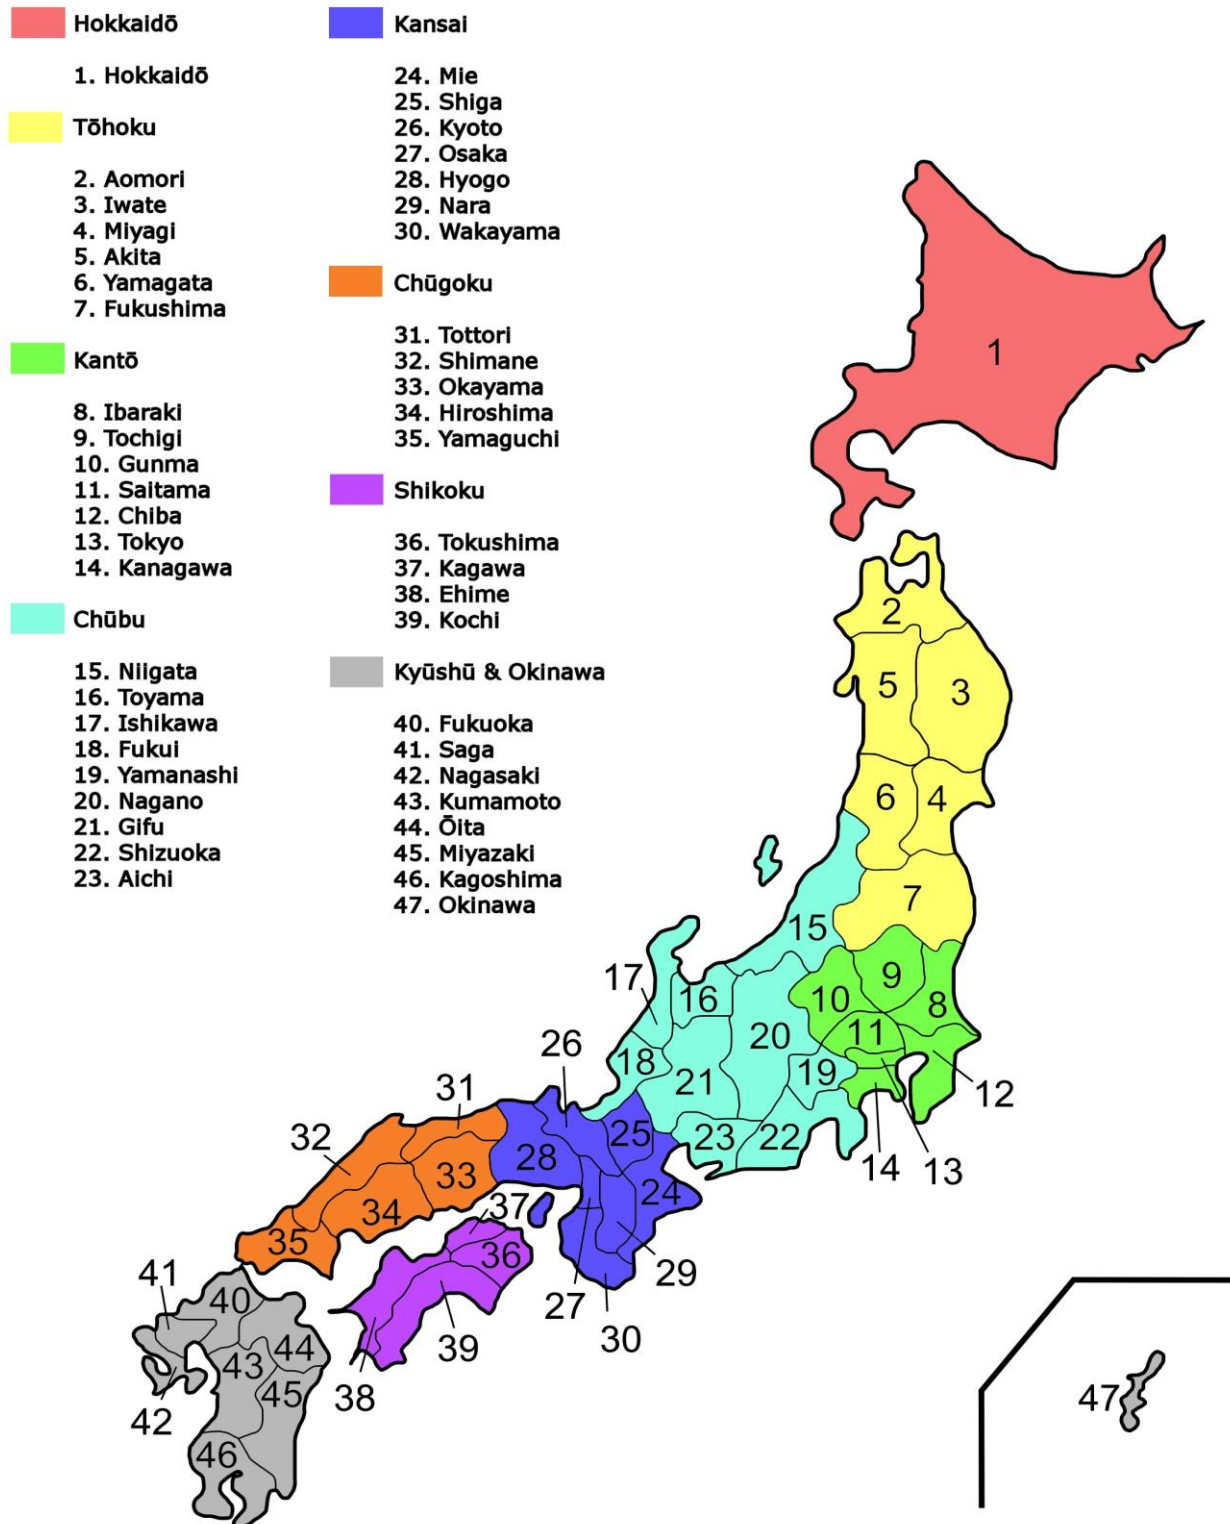 Hokkaidō
1. Hokkaidō
Tōhoku
2. Aomori
3. Iwate
4. Miyagi
5. Akita
6. Yamagata
7. Fukushima
Kantō
8. Ibaraki
9. Tochigi
10. Gunma
11. Saitama
12. Chiba
13. Tokyo
14. Kanagawa
Chūbu
15. Niigata
16. Toyama
17. Ishikawa
18. Fukui
19. Yamanashi
20. Nagano
21. Gifu
22. Shizuoka
23. Aichi
Kansai
24. Mie
25. Shiga
26. Kyoto
27. Osaka
28. Hyogo
29. Nara
30. Wakayama
Chūgoku
31. Tottori
32. Shimane
33. Okayama
34. Hiroshima
35. Yamaguchi
Shikoku
36. Tokushima
37. Kagawa
38. Ehime
39. Kochi
Kyūshū & Okinawa
40. Fukuoka
41. Saga
42. Nagasaki
43. Kumamoto
44. Ōita
45. Miyazaki
46. Kagoshima
47. Okinawa
1
2
5
3
6
4
7
15
17
16
9
10
8
11
20
26
18
19
21
12
31
32
25
23
22
28
14
13
33
24
37
34
35
36
29
41
40
27
30
39
44
43
45
38
42
47
46